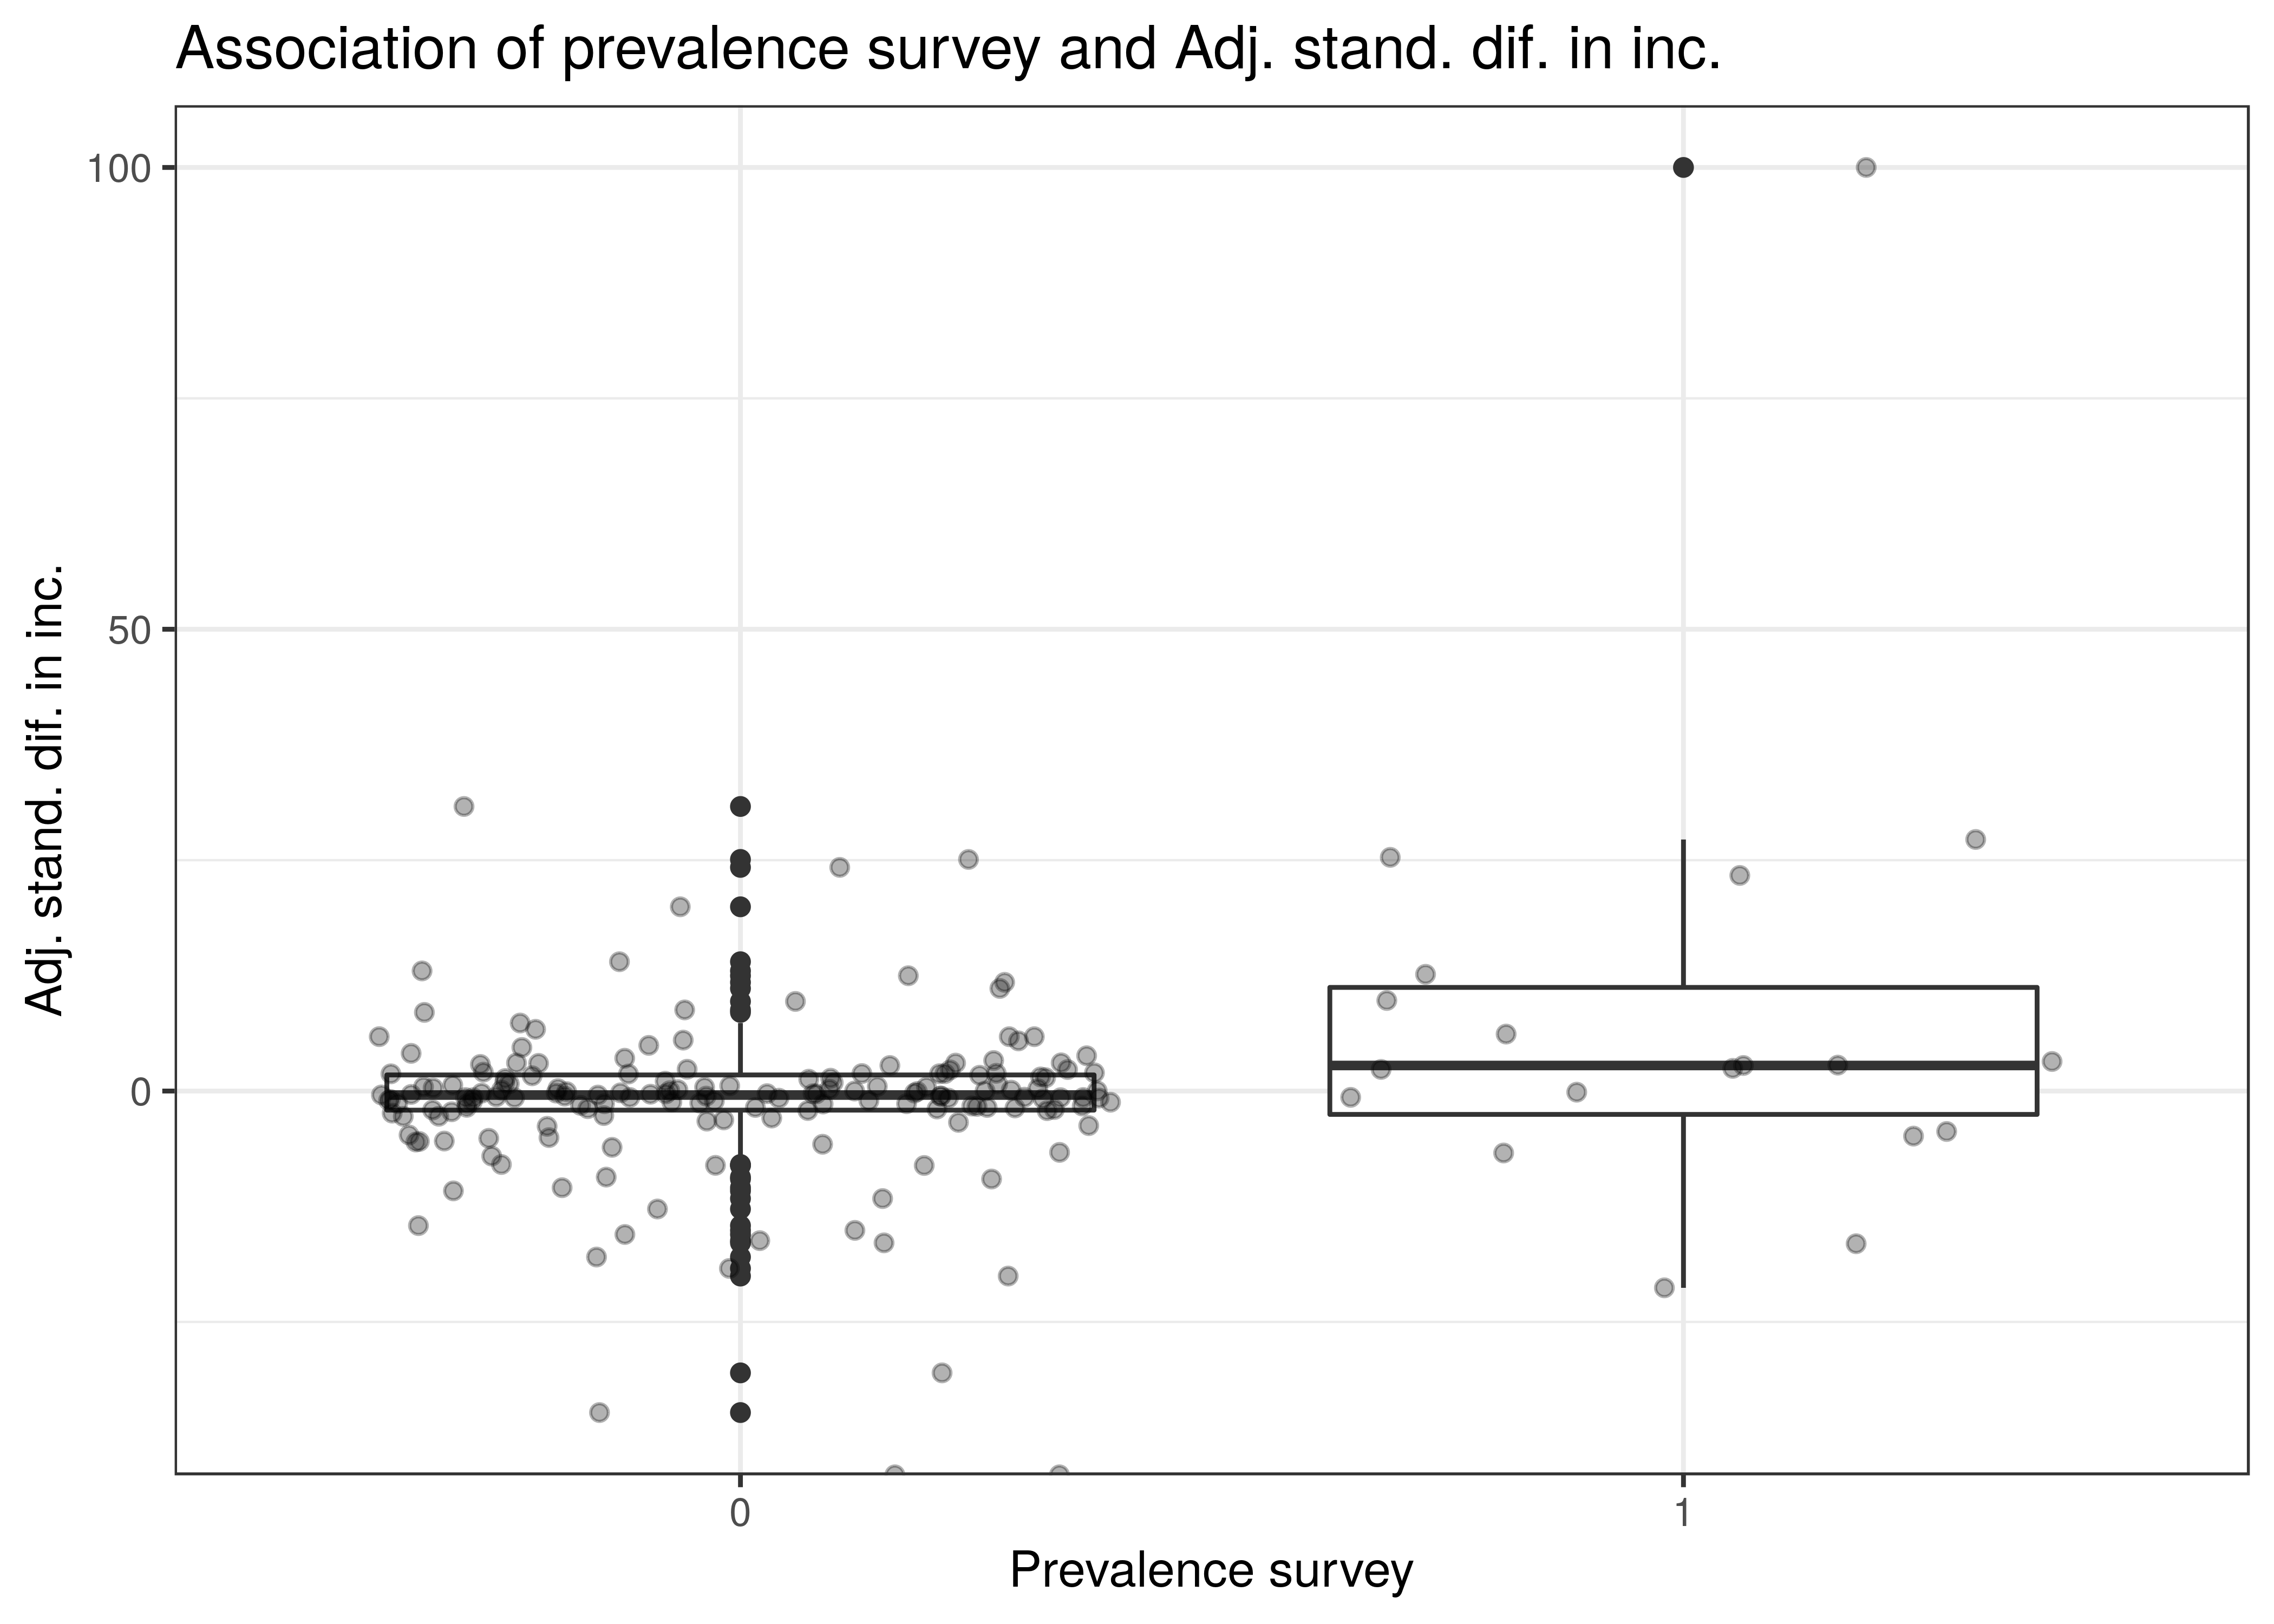 Association of prevalence survey and Adj. stand. dif. in inc.
Adj. stand. dif. in inc.
100
50
0
0
1
Prevalence survey